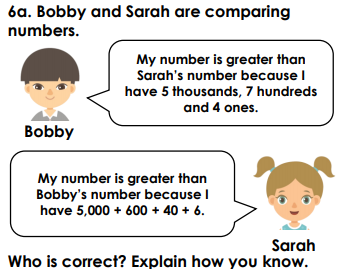 6a. Bobby and Sarah are comparing
numbers.
My number is greater than
Sarah's number because I
have 5 thousands, 7 hundreds
and 4 ones.
Bobby
My number is greater than
Bobby's number because I
have 5,000 + 600 + 40 + 6.
Sarah
Who is correct? Explain how you know.